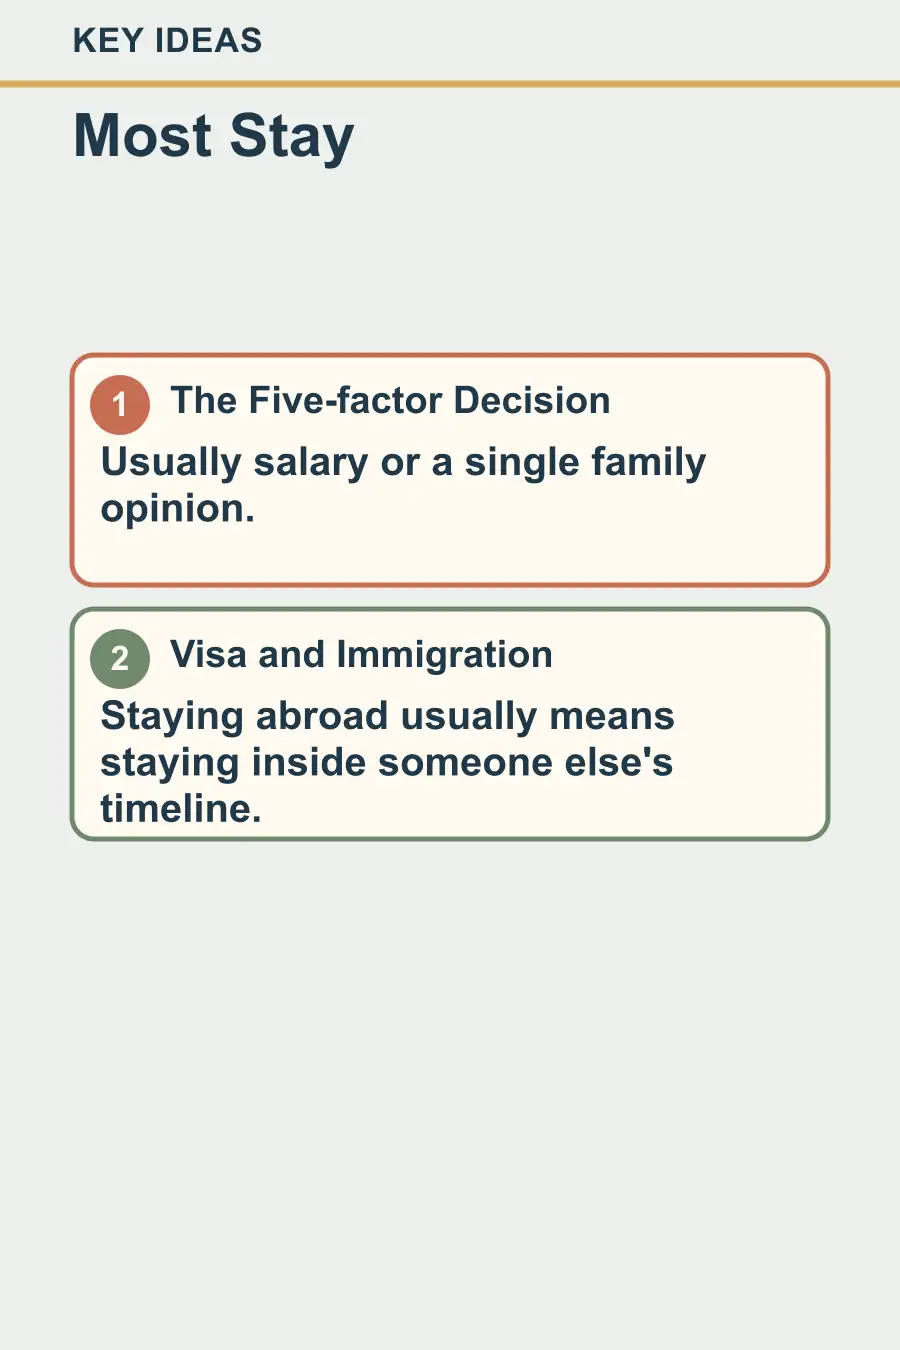 KEY IDEAS
Most Stay
1 The Five-factor Decision
Usually salary or a single family
opinion.
2 Visa and Immigration
Staying abroad usually means
staying inside someone else's
timeline.